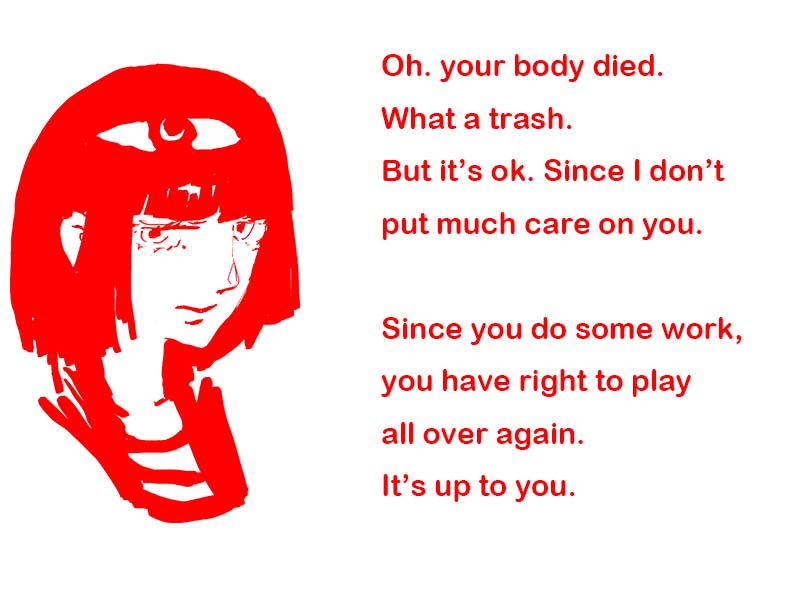 Oh. your body died.
What a trash.
But it’s ok. Since I don’t
put much care on you.
Since you do some work,
you have right to play
all over again.
It’s up to you.